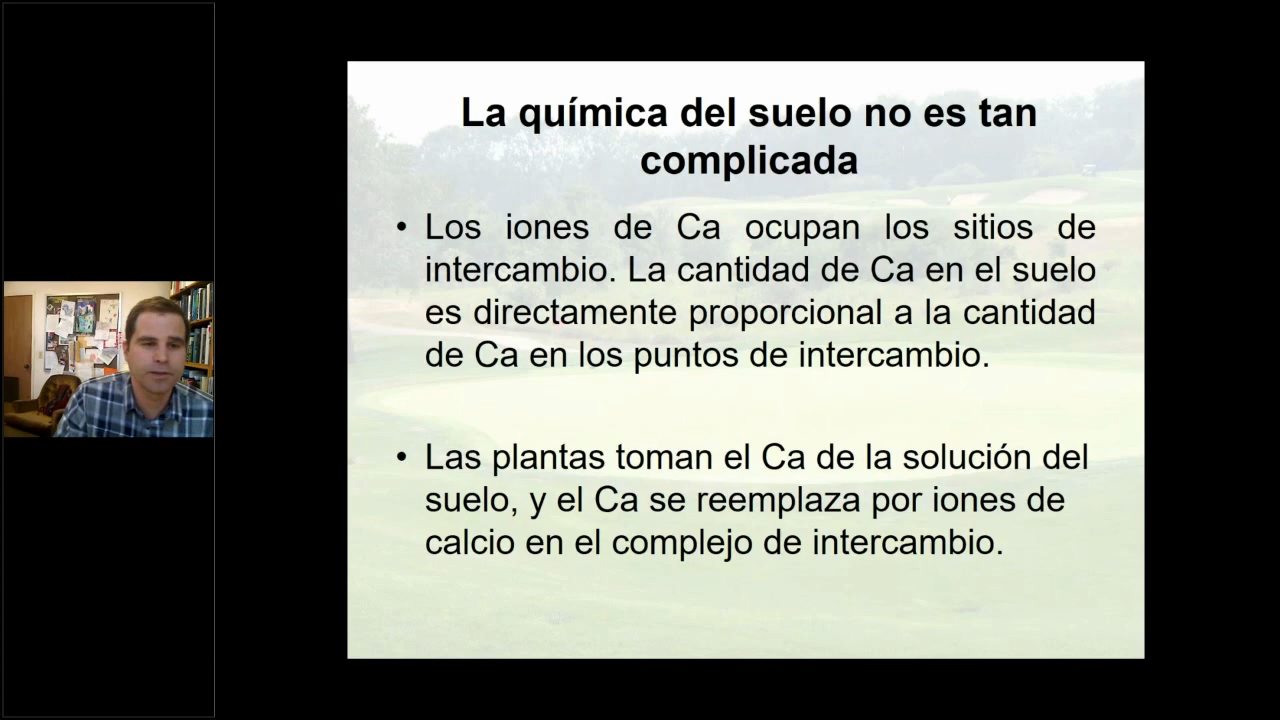 La química del suelo no es tan
complicada
• Los iones de Ca ocupan los sitios de
intercambio. La cantidad de Ca en el suelo
es directamente proporcional a la cantidad
de Ca en los puntos de intercambio.
• Las plantas toman el Ca de la solución del
suelo, y el Ca se reemplaza por iones de
calcio en el complejo de intercambio.